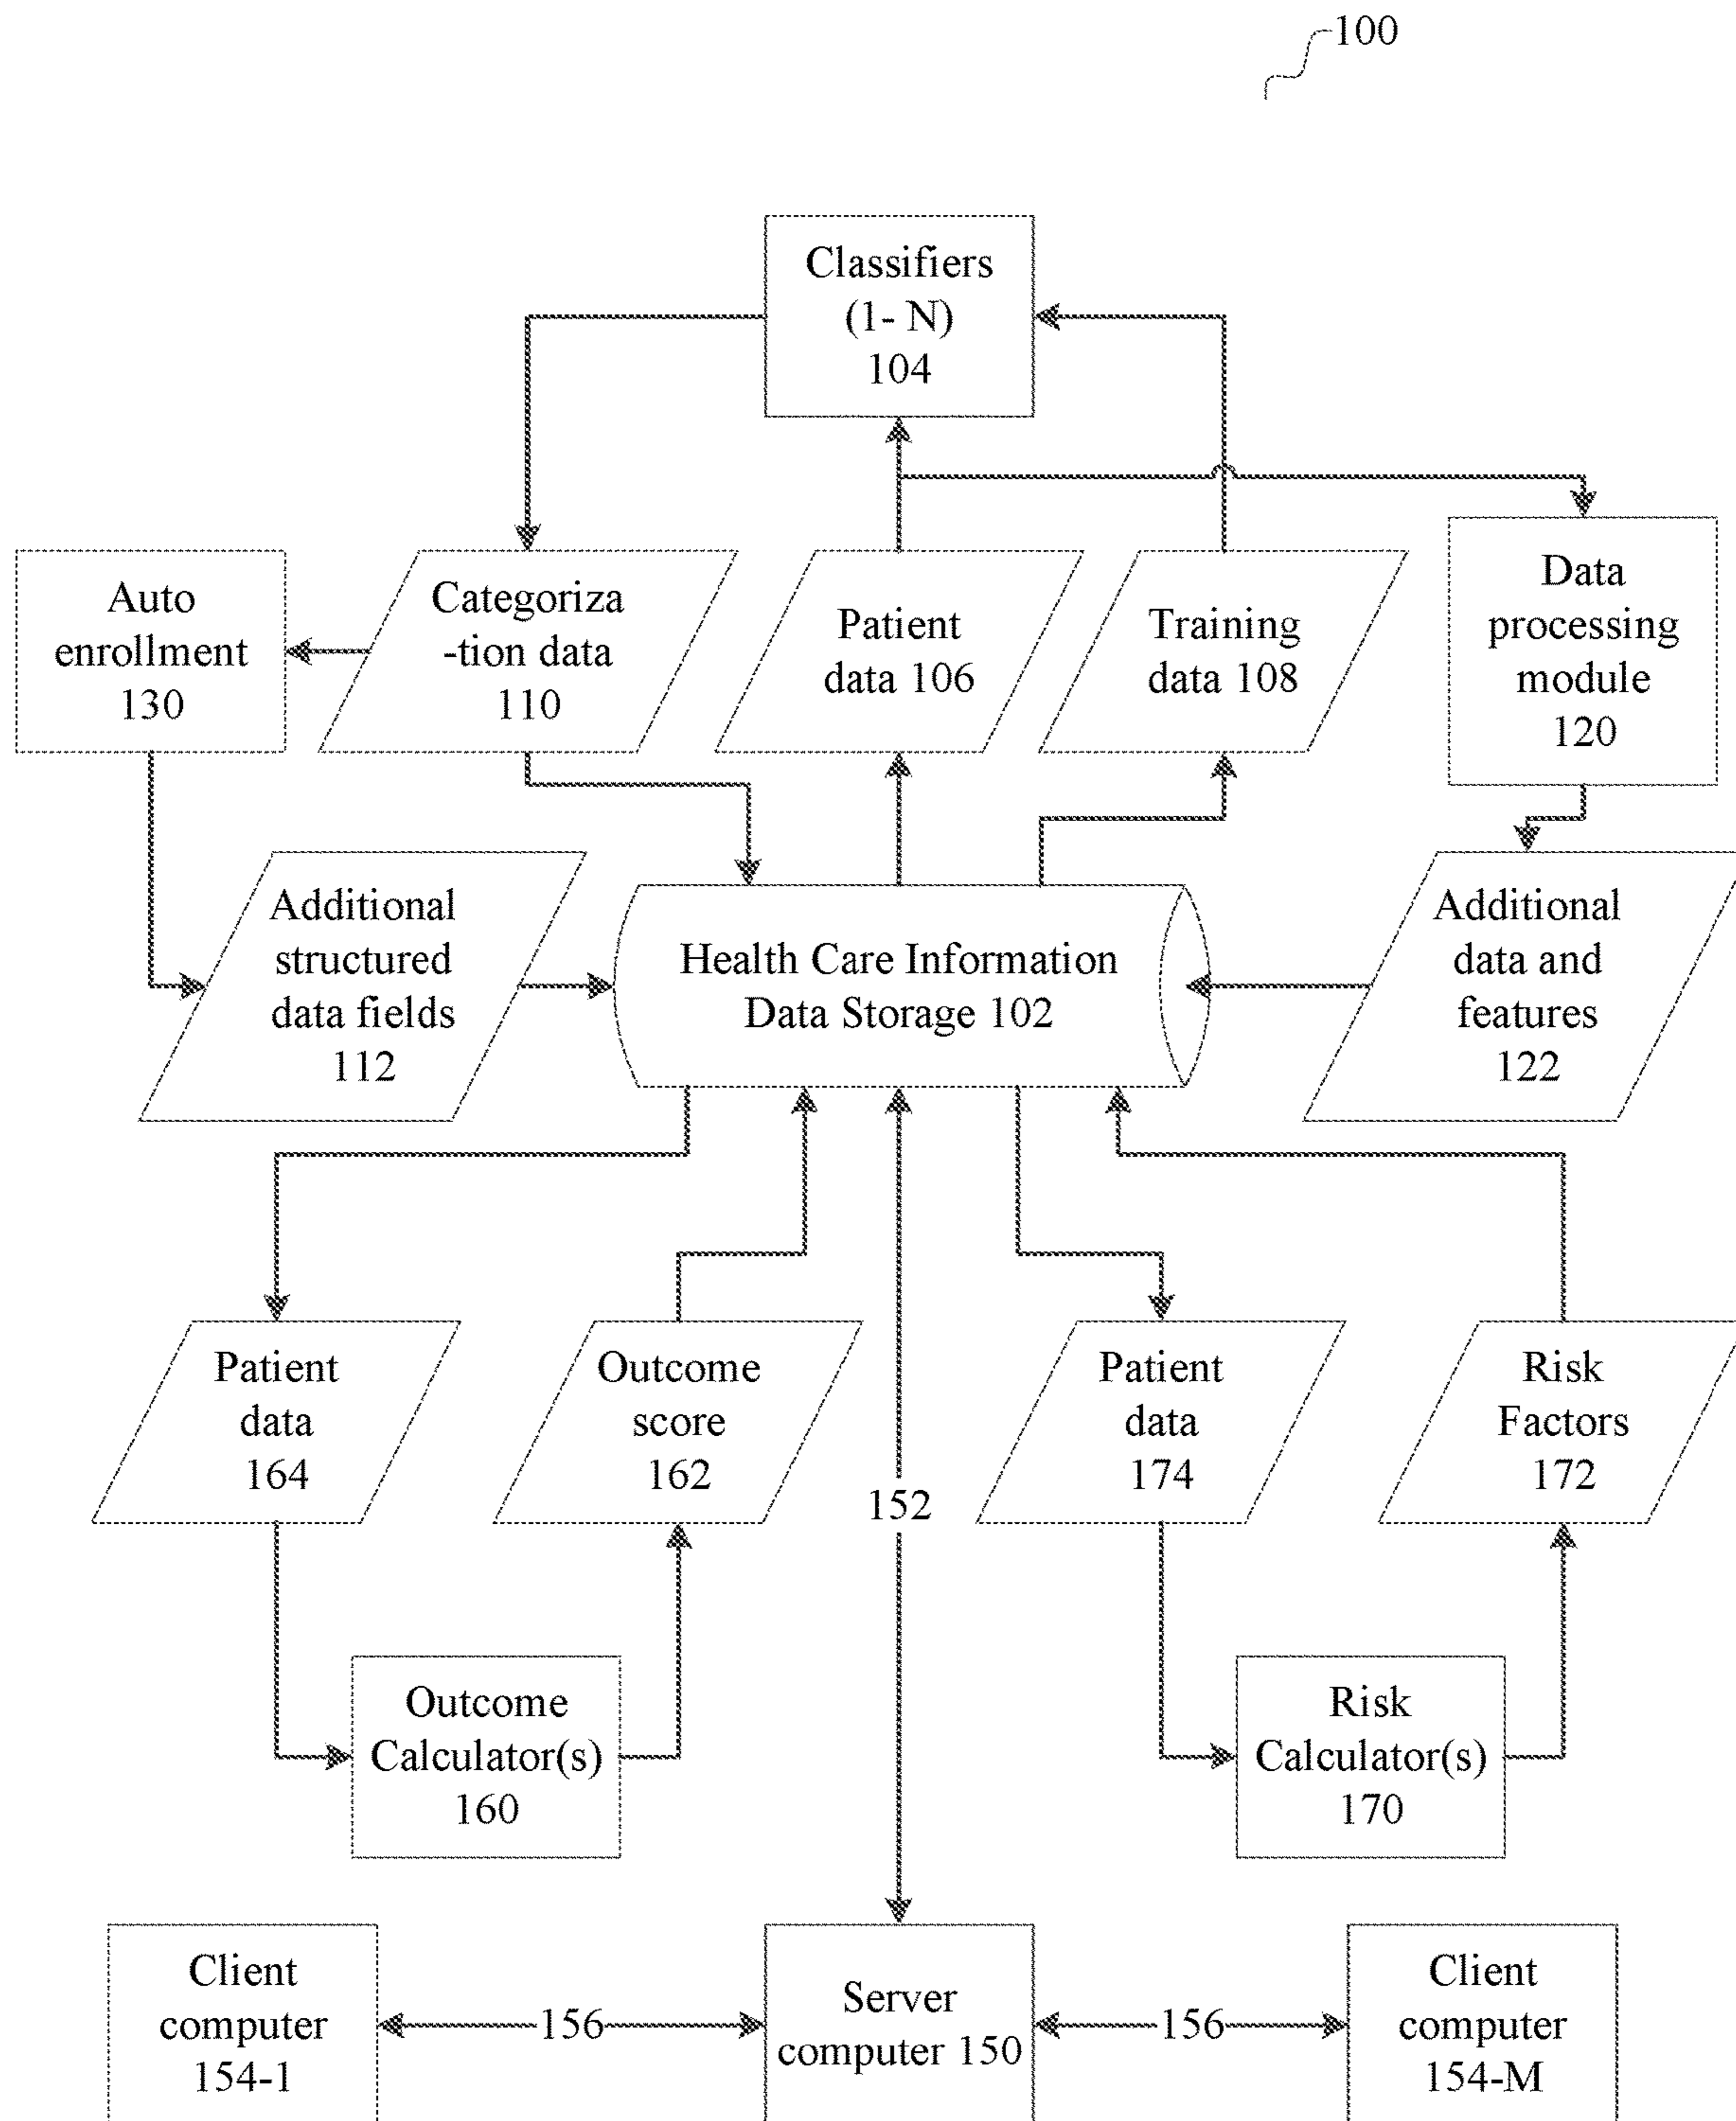 100
Classifiers
(1- N)
104
Auto
enrollment
130
Categoriza
-tion data
110
Patient
data 106
Training
data 108
Data
processing
module
120
Additional
structured
data fields
112
Health Care Information
Data Storage 102
Additional
data and
features
122
Patient
data
164
Outcome
score
162
152
Patient
data
174
Risk
Factors
172
Outcome
Calculator(s)
160
Risk
Calculator(s)
170
Client
computer
154-1
156
Server
computer 150
156
Client
computer
154-M